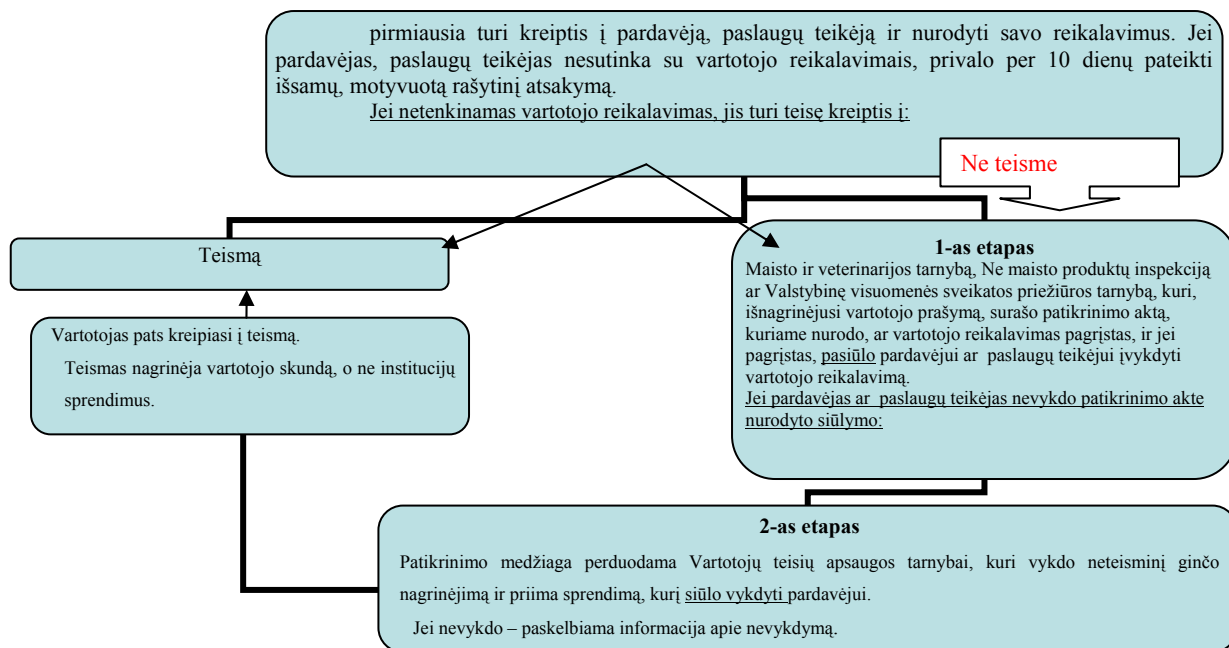 pirmiausia turi kreiptis į pardavėją, paslaugų teikėją ir nurodyti savo reikalavimus. Jei
pardavėjas, paslaugų teikėjas nesutinka su vartotojo reikalavimais, privalo per 10 dienų pateikti
išsamų, motyvuotą rašytinį atsakymą.
Jei netenkinamas vartotojo reikalavimas, jis turi teisę kreiptis į:
Ne teisme
Teismą
Vartotojas pats kreipiasi į teismą.
Teismas nagrinėja vartotojo skundą, o ne institucijų
sprendimus.
1-as etapas
Maisto ir veterinarijos tarnybą, Ne maisto produktų inspekciją
ar Valstybinę visuomenės sveikatos priežiūros tarnybą, kuri,
išnagrinėjusi vartotojo prašymą, surašo patikrinimo aktą,
kuriame nurodo, ar vartotojo reikalavimas pagrįstas, ir jei
pagrįstas, pasiūlo pardavėjui ar paslaugų teikėjui įvykdyti
vartotojo reikalavimą.
Jei pardavėjas ar paslaugų teikėjas nevykdo patikrinimo akte
nurodyto siūlymo:
2-as etapas
Patikrinimo medžiaga perduodama Vartotojų teisių apsaugos tarnybai, kuri vykdo neteisminį ginčo
nagrinėjimą ir priima sprendimą, kurį siūlo vykdyti pardavėjui.
Jei nevykdo – paskelbiama informacija apie nevykdymą.